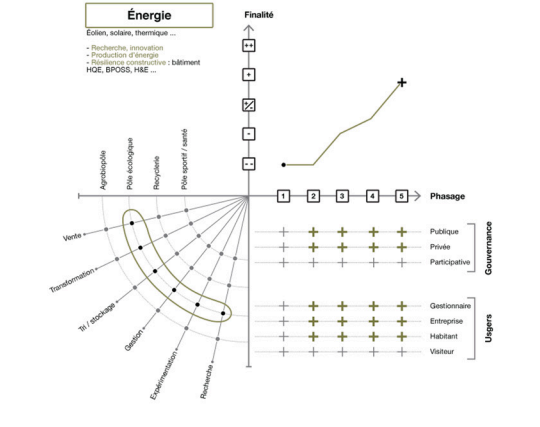 Énergie
Éolien, solaire, thermique ...
- Recherche, innovation
- Production d'énergie
- Résilience constructive : bâtiment
HQE, BPOSS, H&E ...
Finalité
++
+
+/-
-
--
Agrobiopôle
Pôle écologique
Recyclerie
Pôle sportif / santé
1 2 3 4 5 Phasage
Vente
Transformation
Tri / stockage
Gestion
Expérimentation
Recherche
Publique
Privée
Participative
Gouvernance
Gestionnaire
Entreprise
Habitant
Visiteur
Usgers